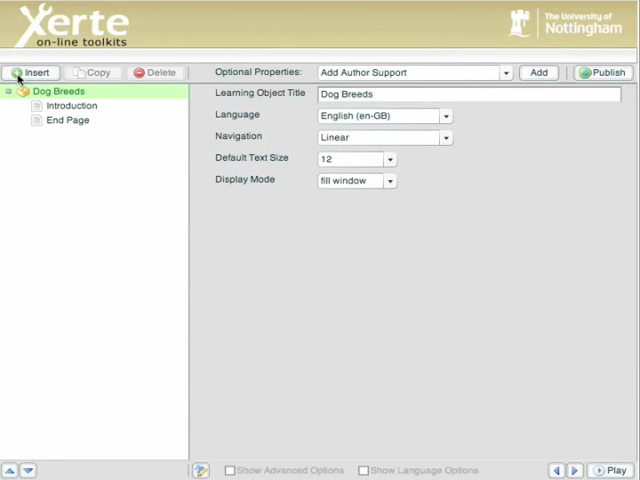 Xerte
on-line toolkits
The University of
Nottingham
Insert Copy Delete Optional Properties: Add Author Support Add Publish
Dog Breeds
Introduction
End Page
Learning Object Title Dog Breeds
Language English (en-GB)
Navigation Linear
Default Text Size 12
Display Mode fill window
Show Advanced Options Show Language Options Play